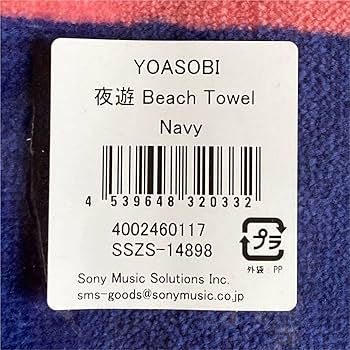 YOASOBI
夜遊 Beach Towel
Navy
4 539648 320332
4002460117
SSZS-14898
プラ
外袋：PP
Sony Music Solutions Inc.
sms-goods@sonymusic.co.jp